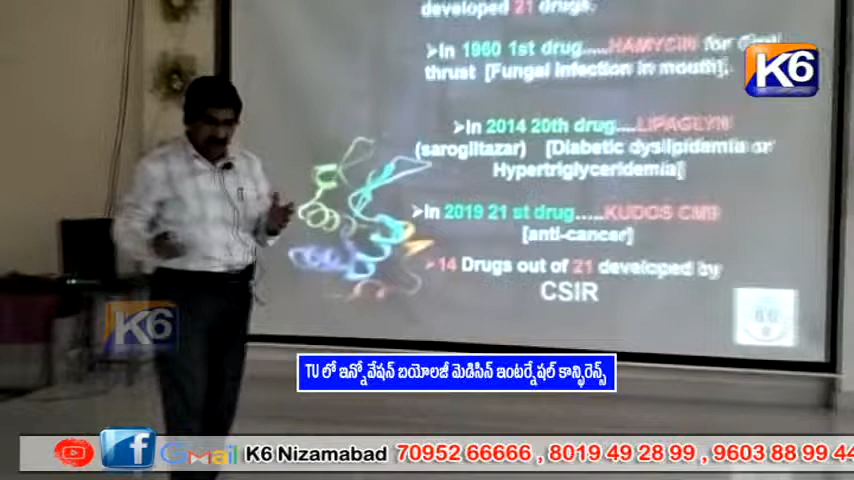 developed 21 drugs.
➢In 1960 1st drug.....HAMYCIN for Oral
thrust [Fungal infection in mouth].
K6
➢In 2014 20th drug....LIPAGLYN
(saroglitazar) [Diabetic dyslipidemia or
Hypertriglyceridemia]
➢In 2019 21 st drug.....KUDOS CMB
[anti-cancer]
➢14 Drugs out of 21 developed by
CSIR
K6
TU లో ఇన్నోవేషన్ బయోలజీ మెడిసిన్ ఇంటర్నేషల్ కాన్ఫిరెన్స్
f Gmail K6 Nizamabad 70952 66666 , 8019 49 28 99 , 9603 88 99 44